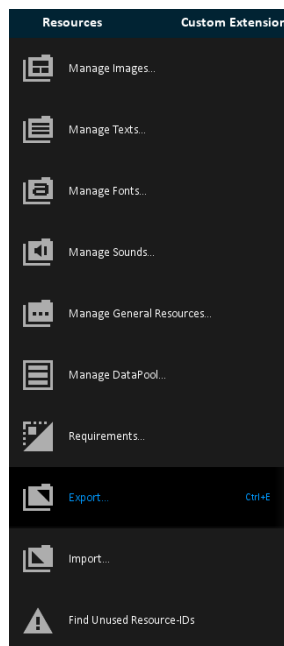 Resources Custom Extension
Manage Images...
Manage Texts...
Manage Fonts...
Manage Sounds...
Manage General Resources...
Manage DataPool...
Requirements...
Export... Ctrl+E
Import...
Find Unused Resource-IDs